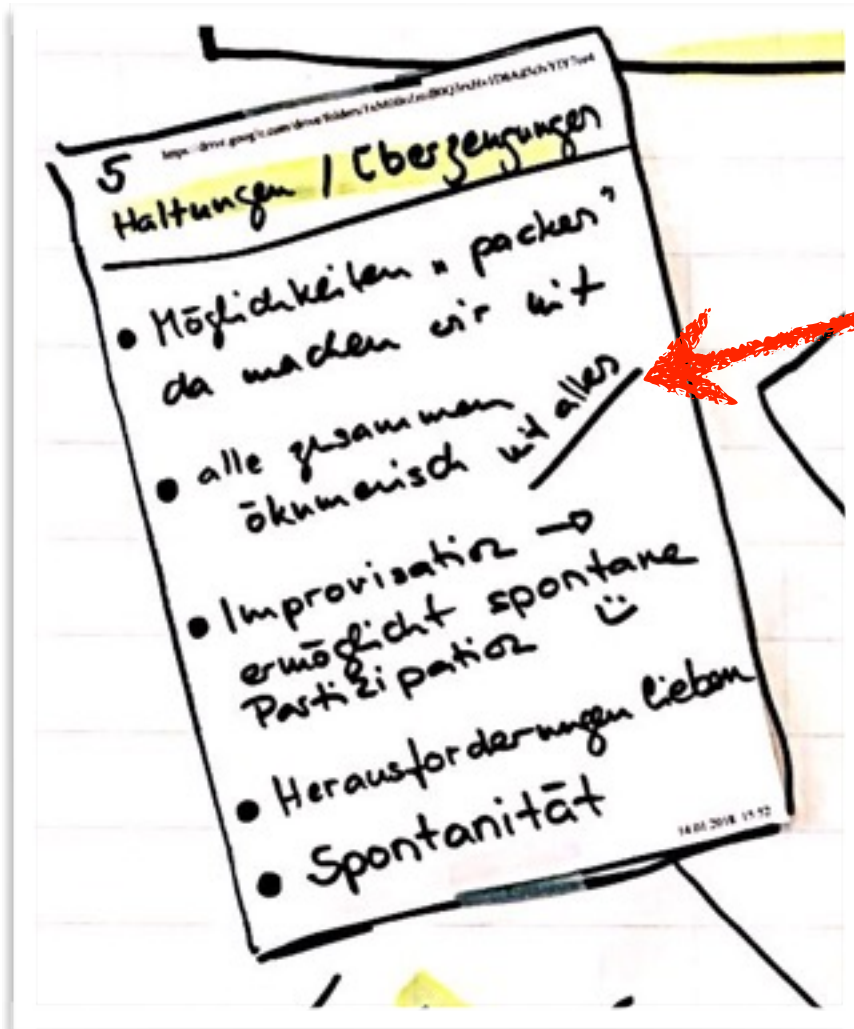 5
Haltungen / Überzeugungen
• Möglichkeiten "packen"
da machen wir mit
• alle zusammen
ökumenisch mit allen
• Improvisation →
ermöglicht spontane
Partizipation
• Herausforderungen lieben
• Spontanität